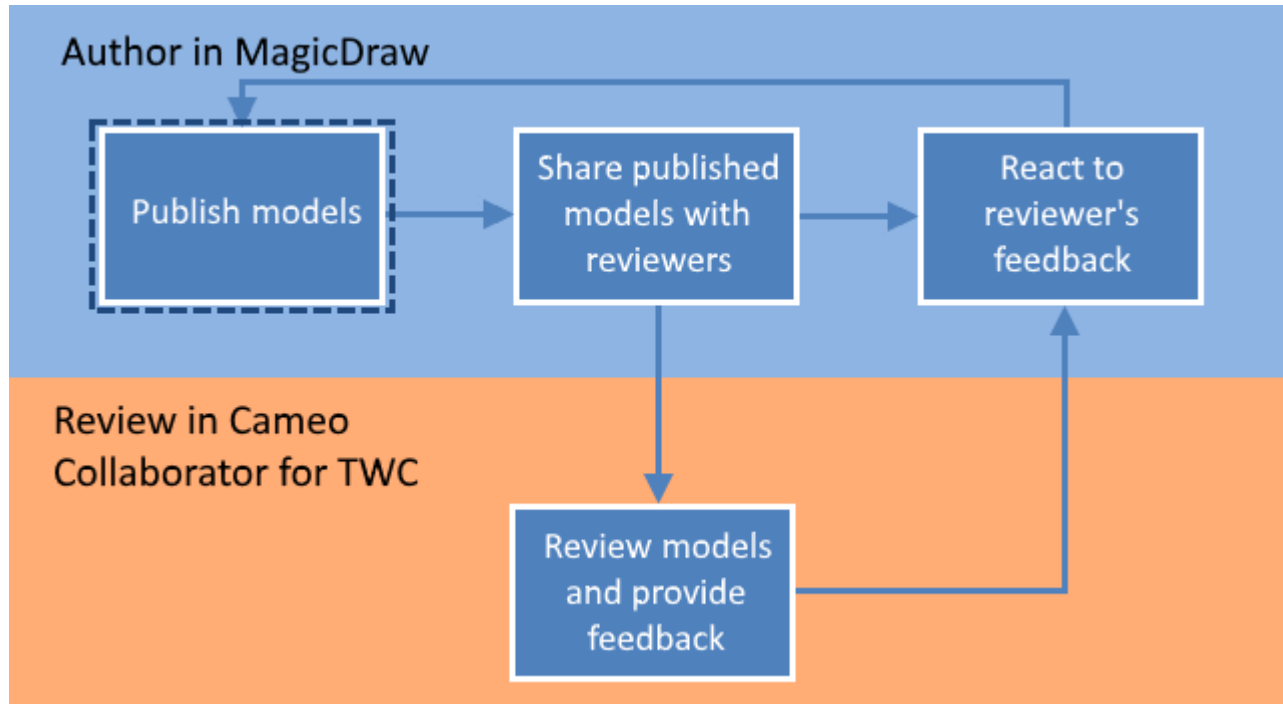 Author in MagicDraw
Publish models
Share published
models with
reviewers
React to
reviewer's
feedback
Review in Cameo
Collaborator for TWC
Review models
and provide
feedback